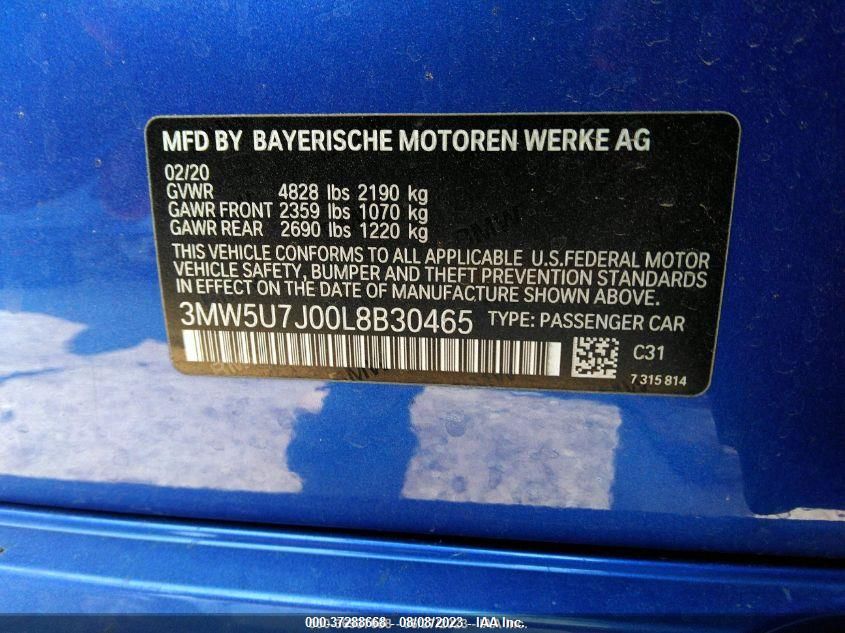 MFD BY BAYERISCHE MOTOREN WERKE AG
02/20
GVWR 4828 lbs 2190 kg
GAWR FRONT 2359 lbs 1070 kg
GAWR REAR 2690 lbs 1220 kg
THIS VEHICLE CONFORMS TO ALL APPLICABLE U.S.FEDERAL MOTOR
VEHICLE SAFETY, BUMPER AND THEFT PREVENTION STANDARDS
IN EFFECT ON THE DATE OF MANUFACTURE SHOWN ABOVE.
3MW5U7J00L8B30465 TYPE: PASSENGER CAR
C31
7 315 814
000-37288668 - 08/08/2023 - IAA Inc.